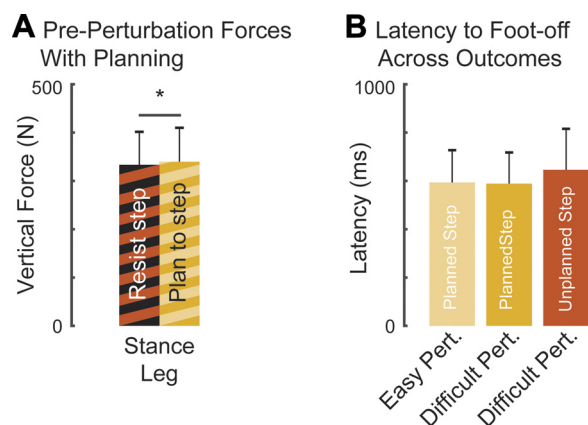 A Pre-Perturbation Forces
With Planning
500
*
Vertical Force (N)
Resist step
Plan to step
0
Stance
Leg
B Latency to Foot-off
Across Outcomes
1000
Latency (ms)
Planned Step
PlannedStep
Unplanned Step
0
Easy Pert.
Difficult Pert.
Difficult Pert.